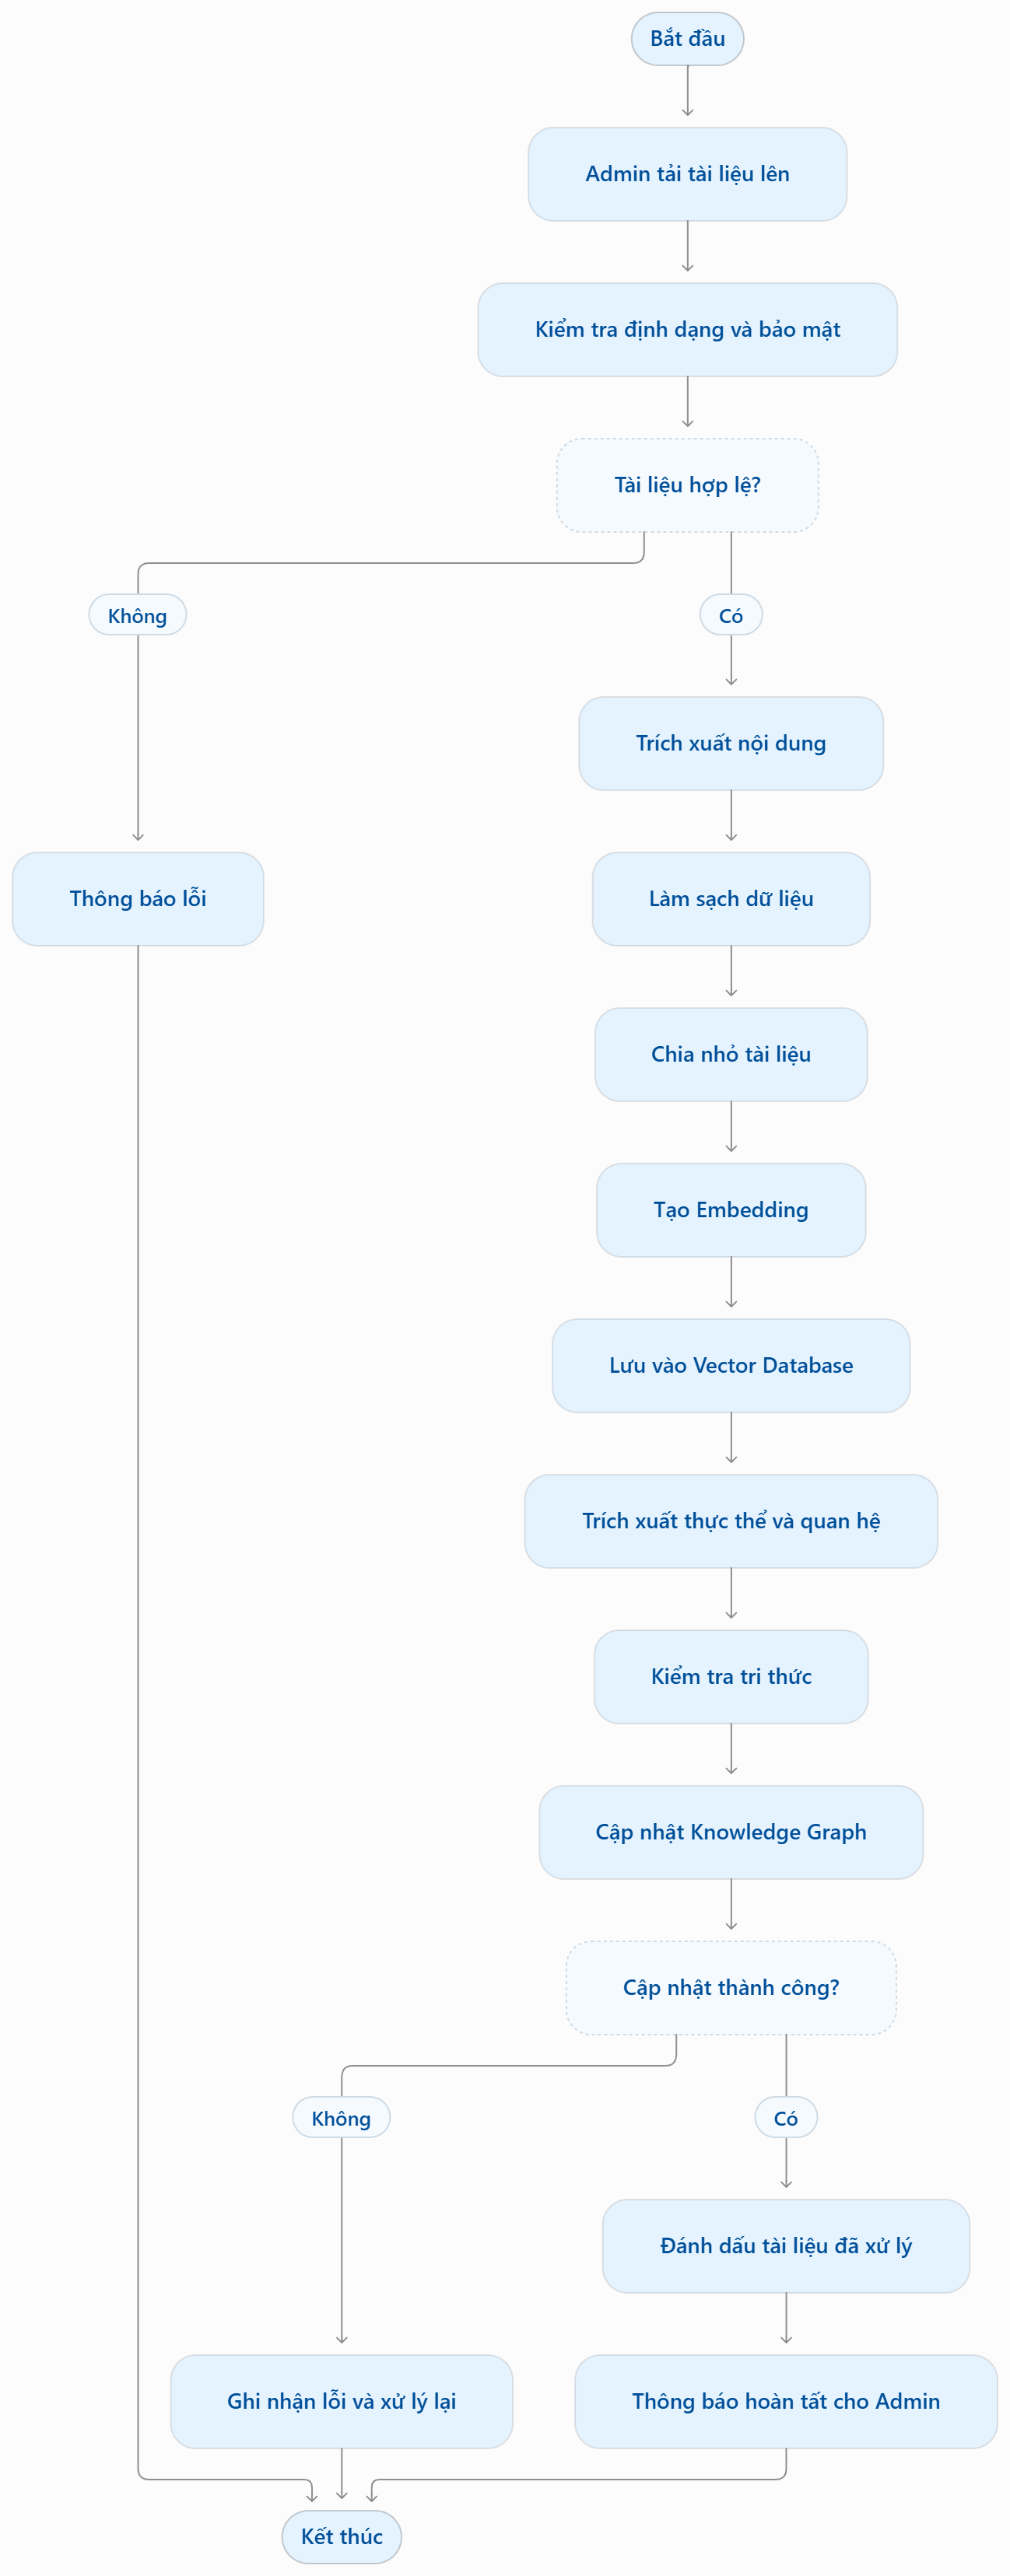 Bắt đầu
Admin tải tài liệu lên
Kiểm tra định dạng và bảo mật
Tài liệu hợp lệ?
Không
Có
Trích xuất nội dung
Thông báo lỗi
Làm sạch dữ liệu
Chia nhỏ tài liệu
Tạo Embedding
Lưu vào Vector Database
Trích xuất thực thể và quan hệ
Kiểm tra tri thức
Cập nhật Knowledge Graph
Cập nhật thành công?
Không
Có
Đánh dấu tài liệu đã xử lý
Ghi nhận lỗi và xử lý lại
Thông báo hoàn tất cho Admin
Kết thúc